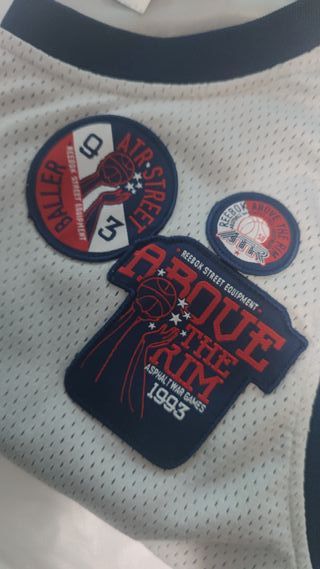 ATR STREET
REEBOK STREET EQUIPMENT
BALLER
9
3
REEBOK ABOVE THE RIM
ATR
REEBOK STREET EQUIPMENT
ABOVE
THE
RIM
ASPHALT WAR GAMES
1993